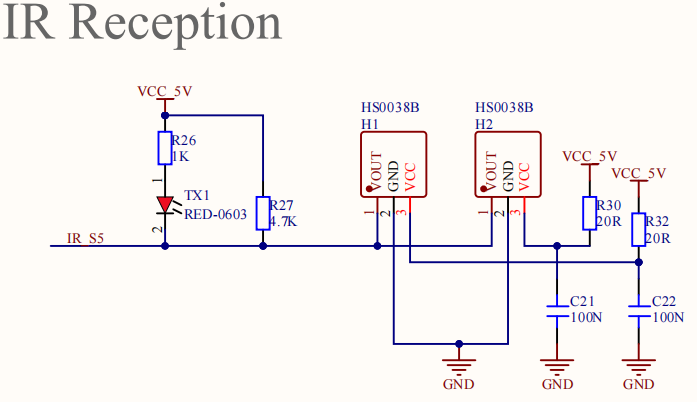 IR Reception
VCC_5V
HS0038B
H1
HS0038B
H2
R26
1K
VOUT
GND
VCC
VOUT
GND
VCC
VCC_5V
VCC_5V
1
TX1
RED-0603
2
R27
4.7K
1
2
3
1
2
3
R30
20R
R32
20R
IR_S5
C21
100N
C22
100N
GND
GND
GND